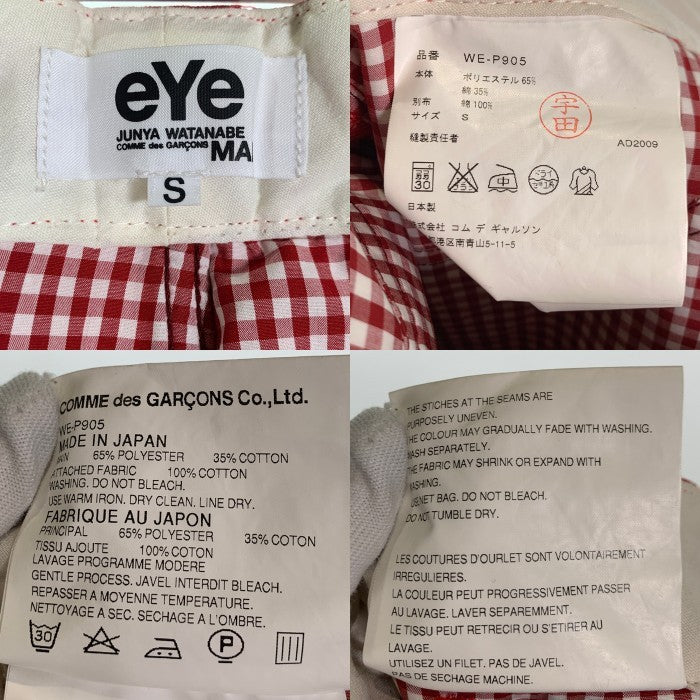 eYe
JUNYA WATANABE
COMME des GARÇONS MA
S
品番 WE-P905
本体 ポリエステル 65%
綿 35%
別布 綿 100%
サイズ S
縫製責任者
宇田
AD2009
30
ドライ
日本製
株式会社 コム デ ギャルソン
港区南青山5-11-5
COMME des GARÇONS Co.,Ltd.
WE-P905
MADE IN JAPAN
MAIN 65% POLYESTER 35% COTTON
ATTACHED FABRIC 100% COTTON
WASHING. DO NOT BLEACH.
USE WARM IRON. DRY CLEAN. LINE DRY.
FABRIQUE AU JAPON
PRINCIPAL 65% POLYESTER 35% COTON
TISSU AJOUTE 100% COTON
LAVAGE PROGRAMME MODERE
GENTLE PROCESS. JAVEL INTERDIT BLEACH.
REPASSER A MOYENNE TEMPERATURE.
NETTOYAGE A SEC. SECHAGE A L'OMBRE.
30
P
THE STICHES AT THE SEAMS ARE
PURPOSELY UNEVEN.
THE COLOUR MAY GRADUALLY FADE WITH WASHING.
WASH SEPARATELY.
THE FABRIC MAY SHRINK OR EXPAND WITH
WASHING.
USE NET BAG. DO NOT BLEACH.
DO NOT TUMBLE DRY.
LES COUTURES D'OURLET SONT VOLONTAIREMENT
IRREGULIERES.
LA COULEUR PEUT PROGRESSIVEMENT PASSER
AU LAVAGE. LAVER SEPAREMMENT.
LE TISSU PEUT RETRECIR OU S'ETIRER AU
LAVAGE.
UTILISEZ UN FILET. PAS DE JAVEL.
PAS DE SECHAGE MACHINE.